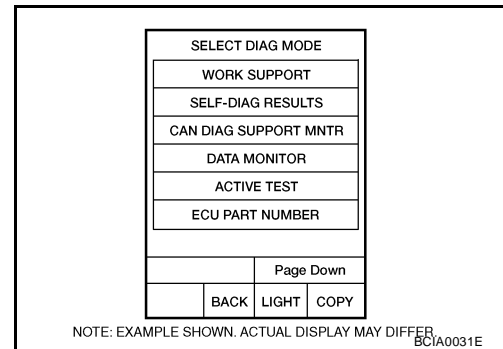 SELECT DIAG MODE
WORK SUPPORT
SELF-DIAG RESULTS
CAN DIAG SUPPORT MNTR
DATA MONITOR
ACTIVE TEST
ECU PART NUMBER
Page Down
BACK LIGHT COPY
NOTE: EXAMPLE SHOWN. ACTUAL DISPLAY MAY DIFFER.
BCIA0031E